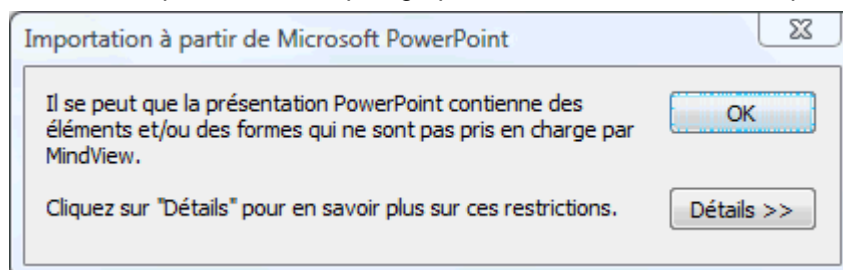 Importation à partir de Microsoft PowerPoint
Il se peut que la présentation PowerPoint contienne des
éléments et/ou des formes qui ne sont pas pris en charge par
MindView.
OK
Cliquez sur "Détails" pour en savoir plus sur ces restrictions.
Détails >>